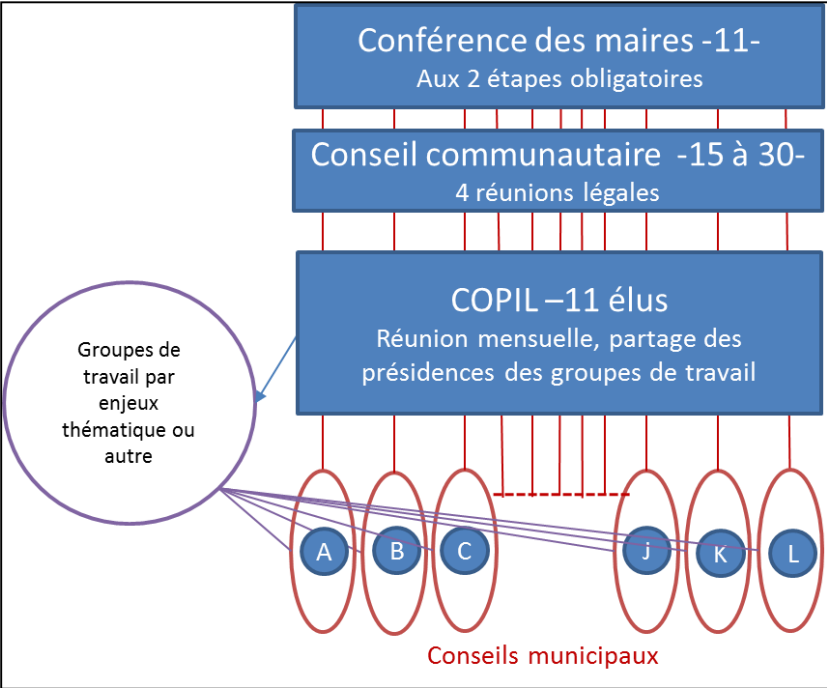 Conférence des maires -11-
Aux 2 étapes obligatoires
Conseil communautaire -15 à 30-
4 réunions légales
COPIL –11 élus
Réunion mensuelle, partage des
présidences des groupes de travail
Groupes de
travail par
enjeux
thématique ou
autre
A
B
C
J
K
L
Conseils municipaux